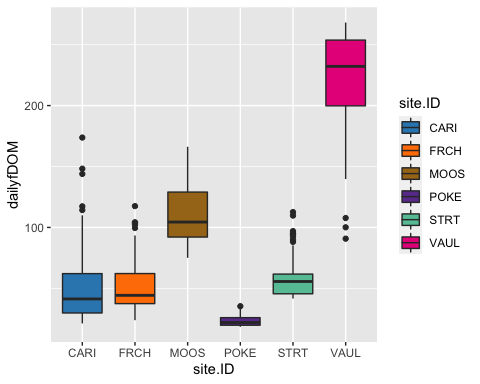 200
100
dailyfDOM
CARI FRCH MOOS POKE STRT VAUL
site.ID
site.ID
CARI
FRCH
MOOS
POKE
STRT
VAUL